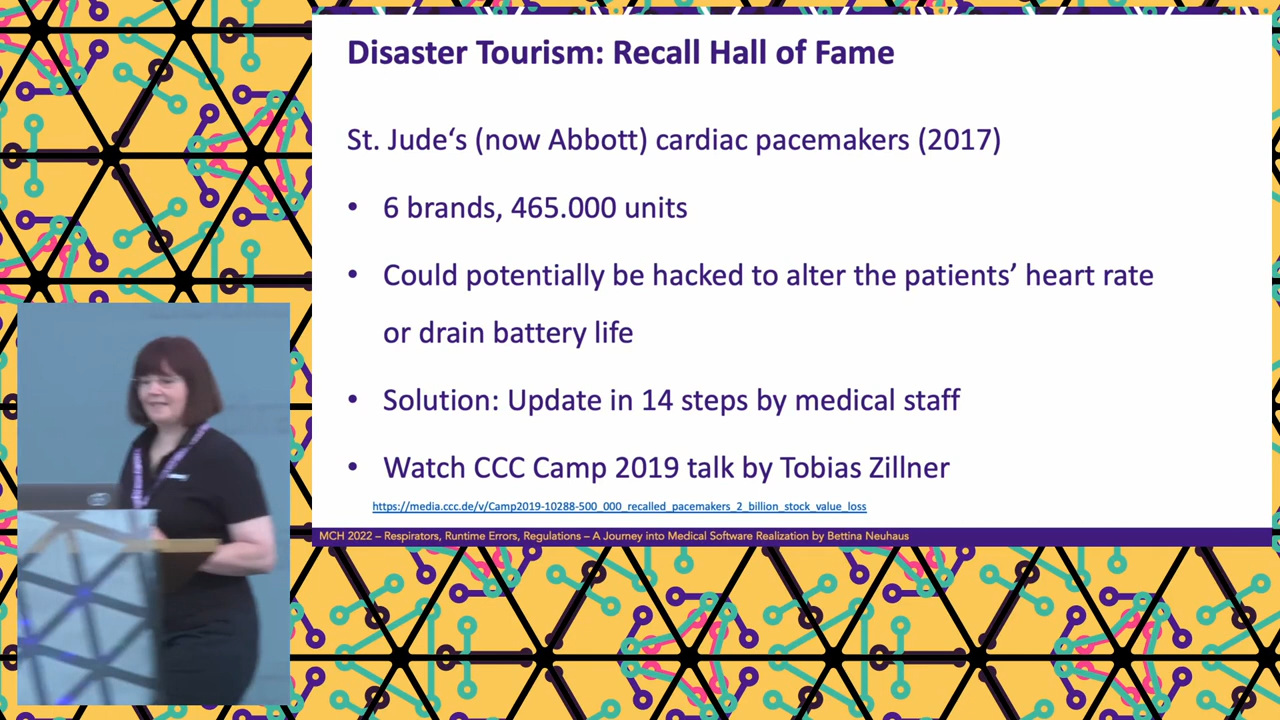 Disaster Tourism: Recall Hall of Fame
St. Jude‘s (now Abbott) cardiac pacemakers (2017)
• 6 brands, 465.000 units
• Could potentially be hacked to alter the patients’ heart rate
or drain battery life
• Solution: Update in 14 steps by medical staff
• Watch CCC Camp 2019 talk by Tobias Zillner
https://media.ccc.de/v/Camp2019-10288-500_000_recalled_pacemakers_2_billion_stock_value_loss
MCH 2022 – Respirators, Runtime Errors, Regulations – A Journey into Medical Software Realization by Bettina Neuhaus